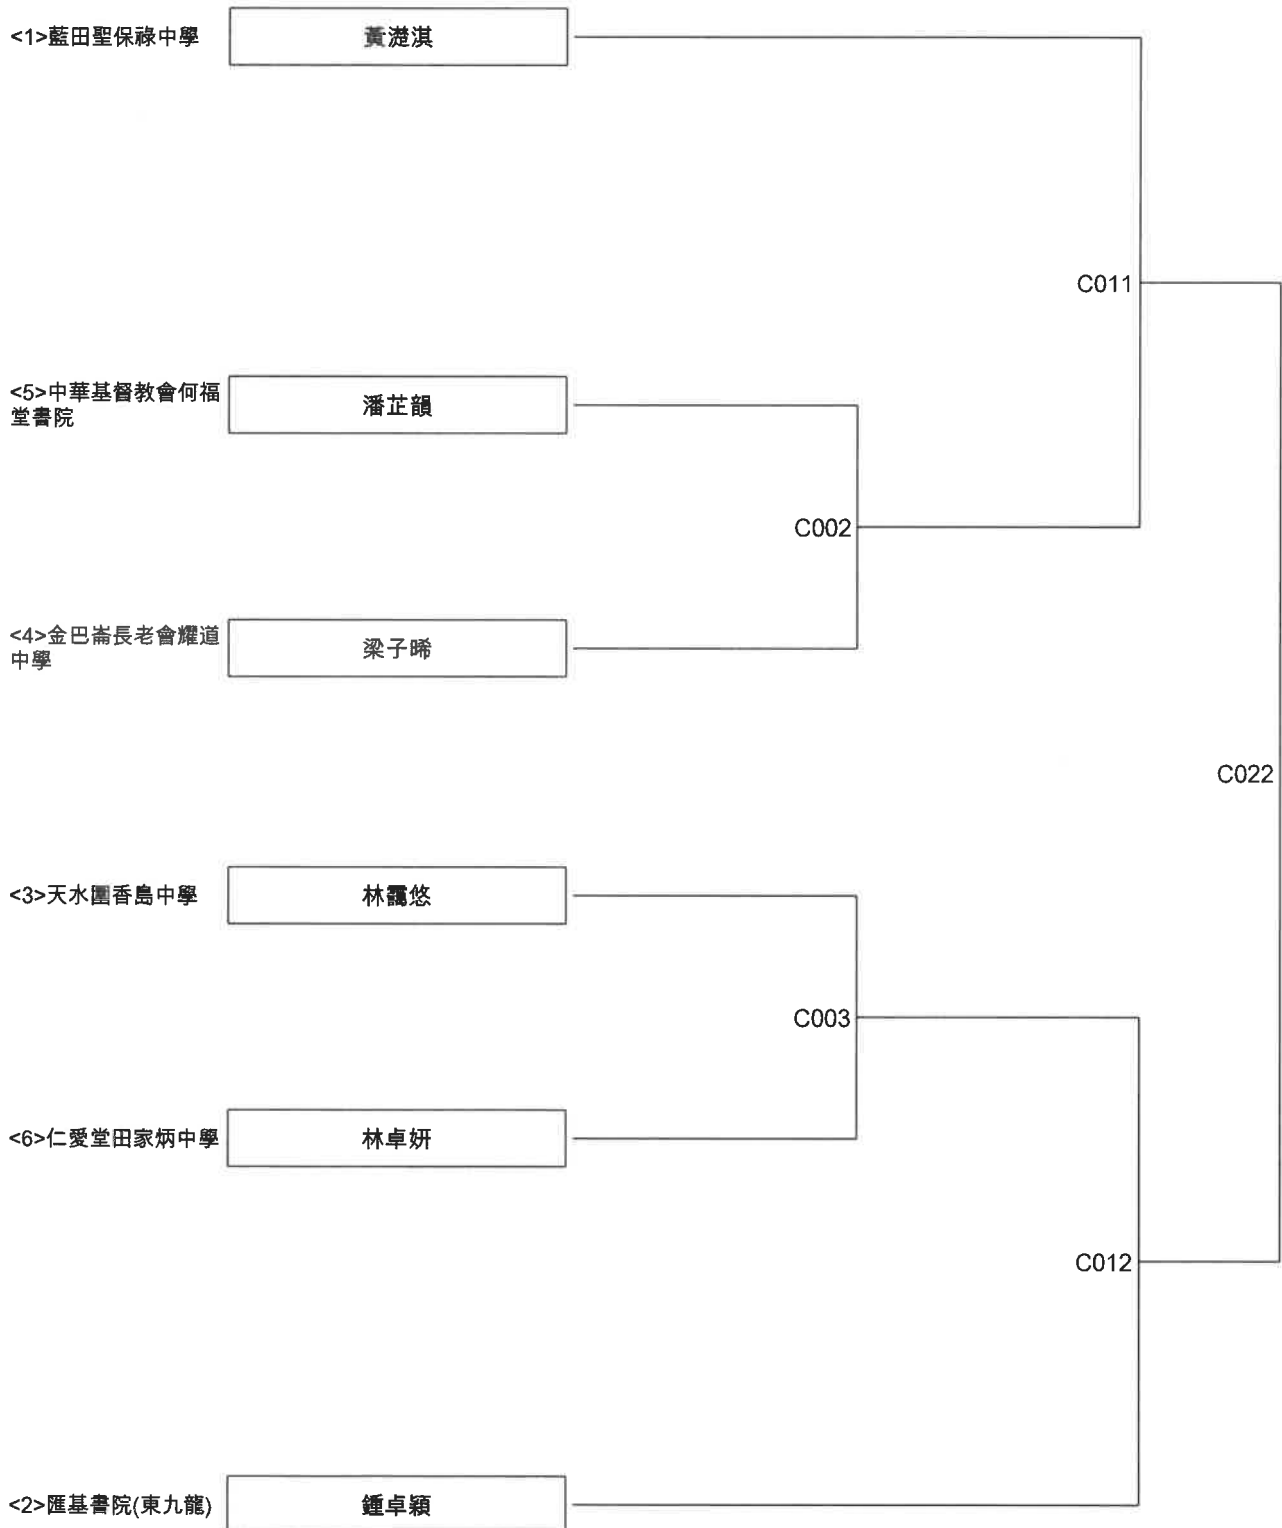 <1>藍田聖保祿中學
黃濋淇
C011
<5>中華基督教會何福
堂書院
潘芷韻
C002
<4>金巴崙長老會耀道
中學
梁子晞
C022
<3>天水圍香島中學
林靄悠
C003
<6>仁愛堂田家炳中學
林卓妍
C012
<2>匯基書院(東九龍)
鍾卓穎